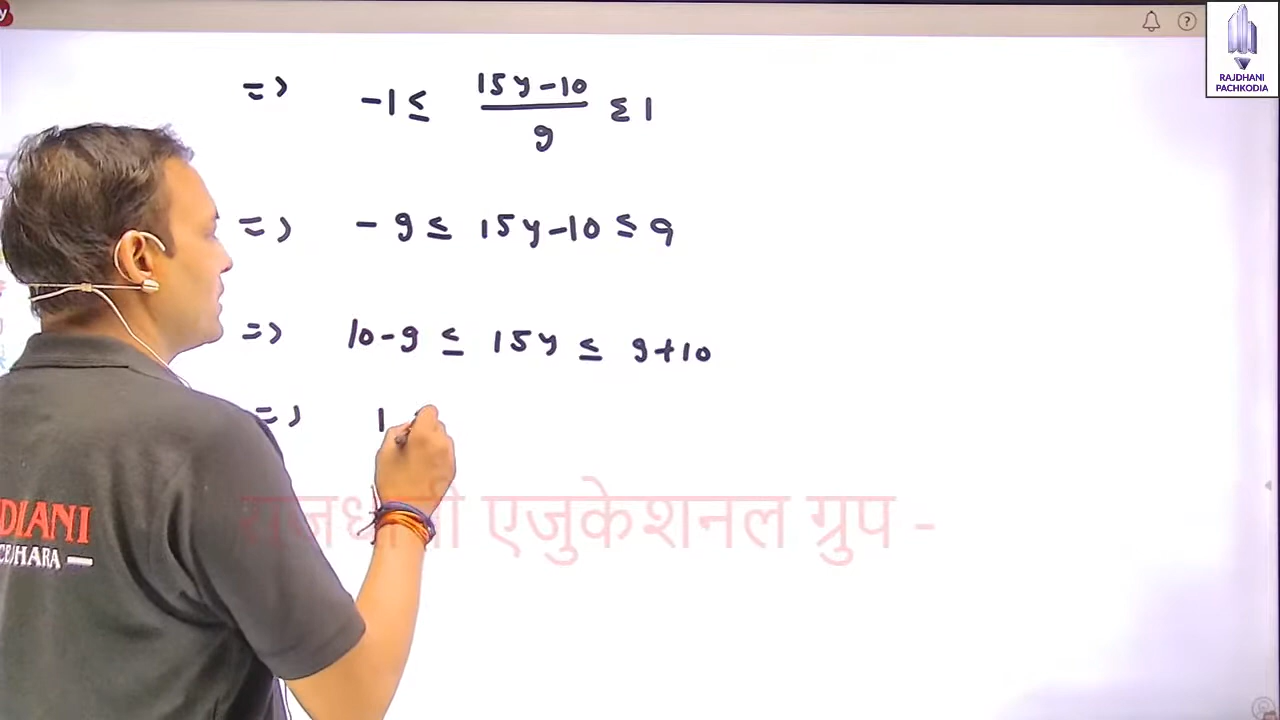 RAJDHANI
PACHKODIA
=> -1 ≤ (15y-10)/9 ≤ 1
=> -9 ≤ 15y-10 ≤ 9
=> 10-9 ≤ 15y ≤ 9+10
=> 1
राजधानी एजुकेशनल ग्रुप -
DIANI